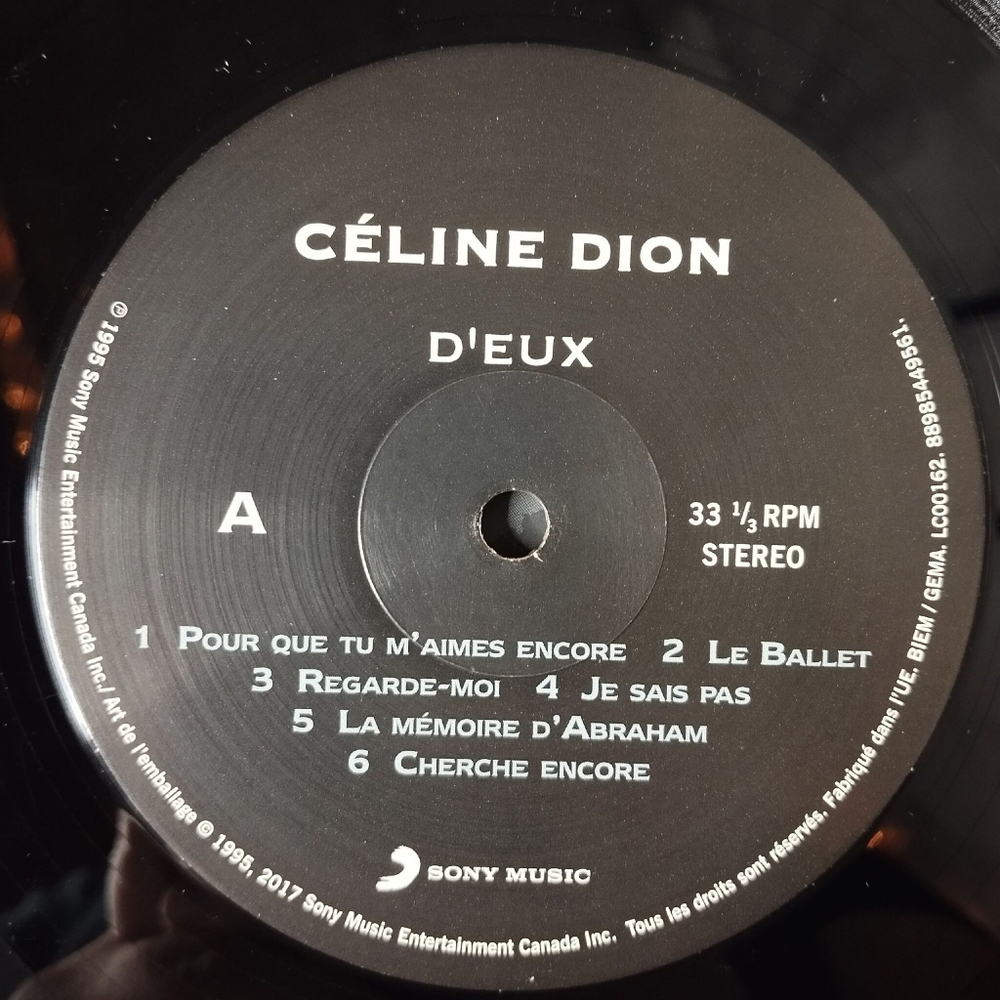 CÉLINE DION
D'EUX
A
33 ⅓ RPM
STEREO
1 POUR QUE TU M'AIMES ENCORE 2 LE BALLET
3 REGARDE-MOI 4 JE SAIS PAS
5 LA MÉMOIRE D'ABRAHAM
6 CHERCHE ENCORE
SONY MUSIC
℗ 1995 Sony Music Entertainment Canada Inc./ Art de l'emballage © 1995, 2017 Sony Music Entertainment Canada Inc. Tous les droits sont réservés. Fabriqué dans l'UE. BIEM / GEMA. LC00162. 88985449561.